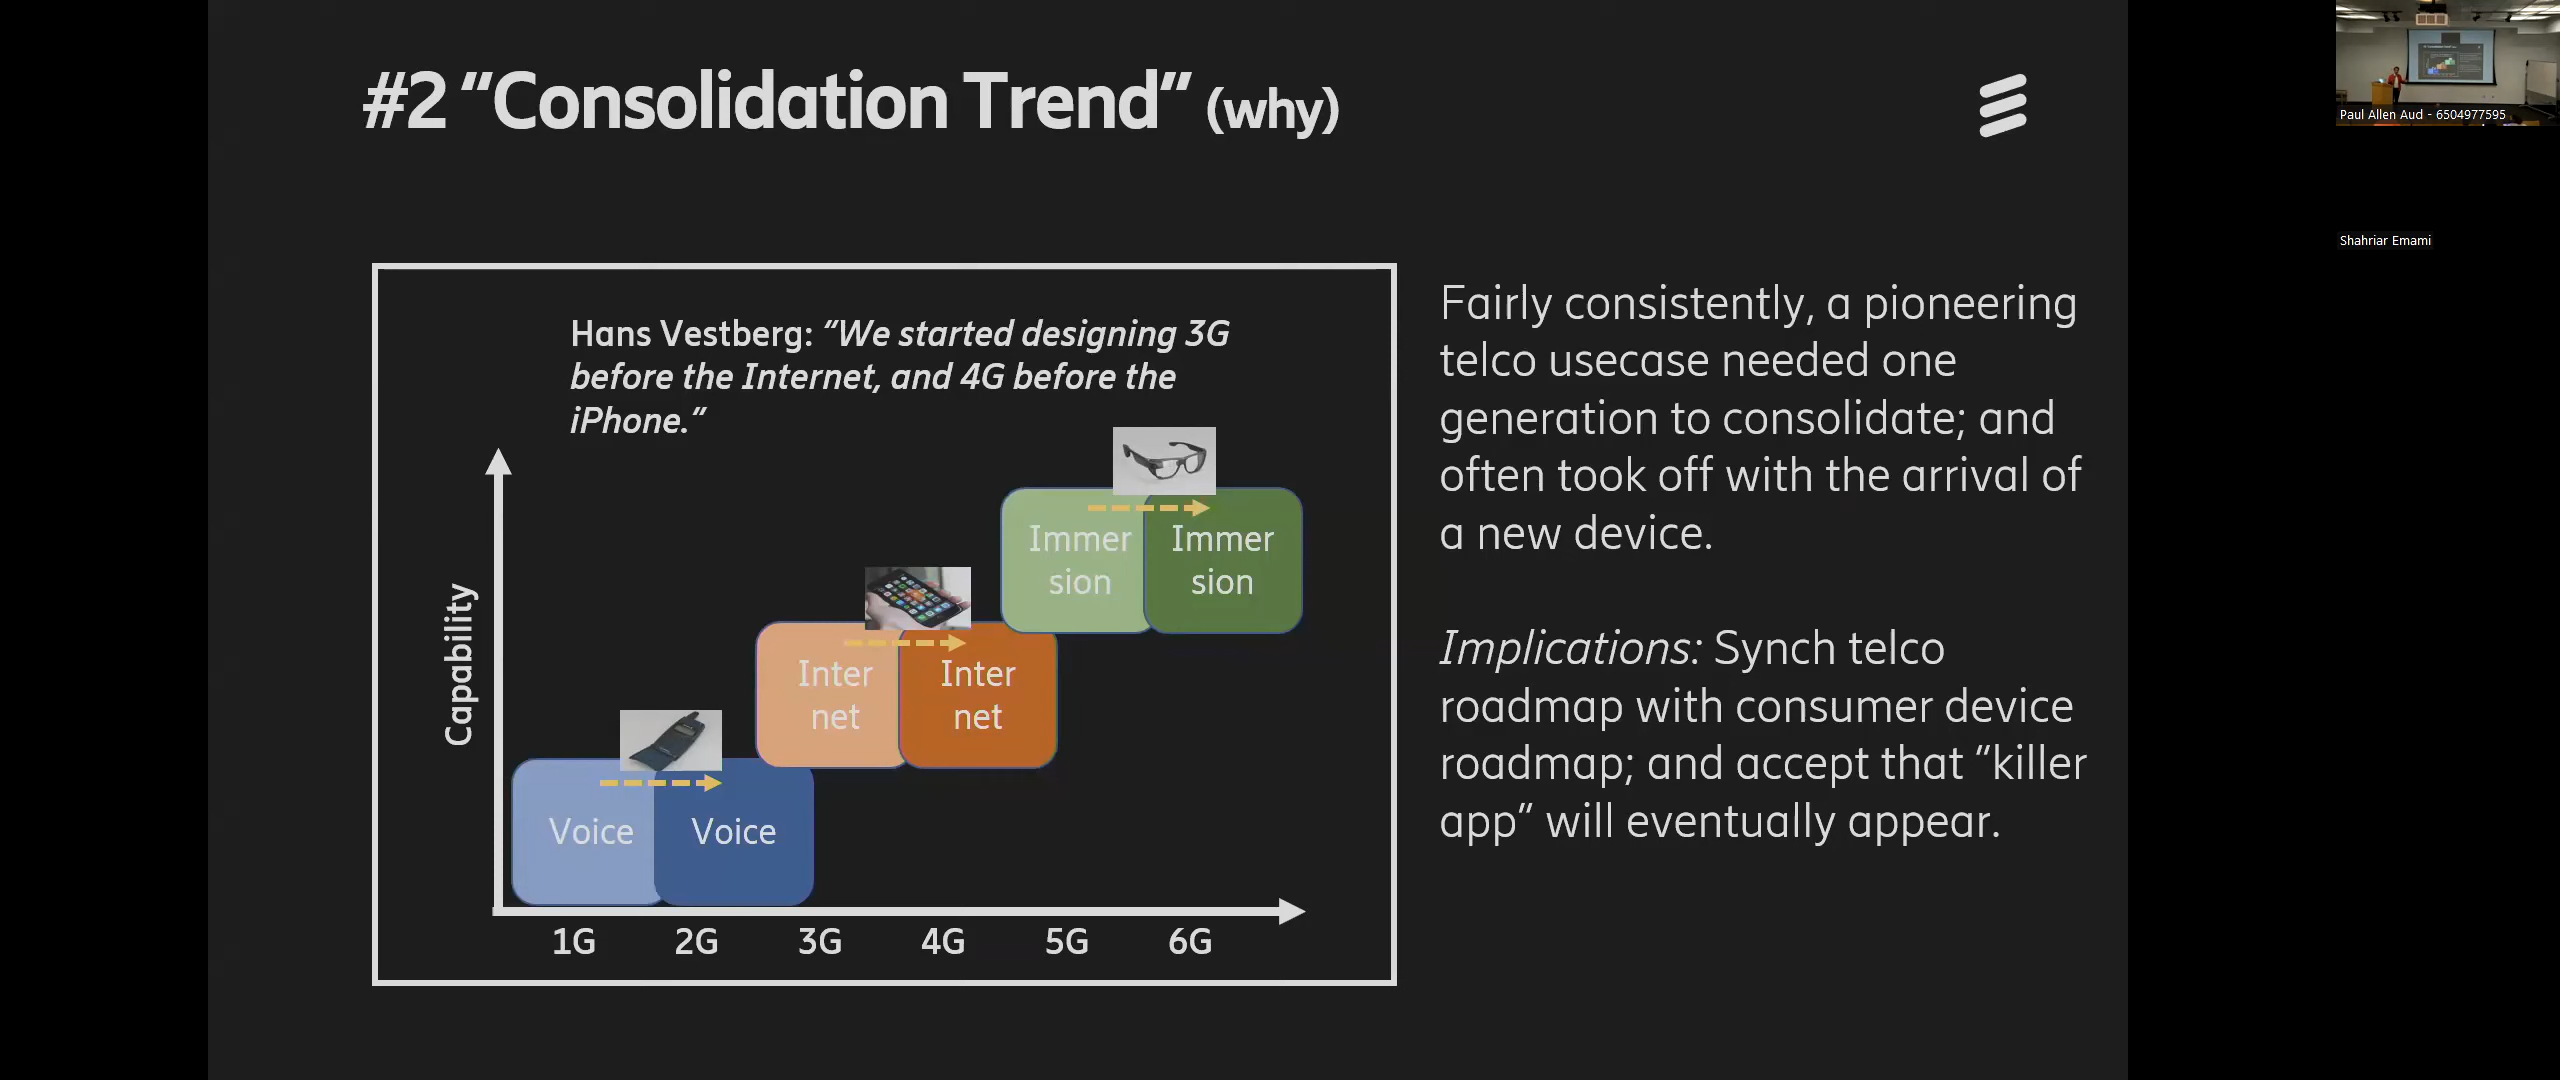 #2 “Consolidation Trend” (why)
Hans Vestberg: “We started designing 3G
before the Internet, and 4G before the
iPhone.”
Capability
Immer
sion
Immer
sion
Inter
net
Inter
net
Voice
Voice
1G 2G 3G 4G 5G 6G
Fairly consistently, a pioneering
telco usecase needed one
generation to consolidate; and
often took off with the arrival of
a new device.
Implications: Synch telco
roadmap with consumer device
roadmap; and accept that “killer
app” will eventually appear.
Paul Allen Aud - 6504977595
Shahriar Emami